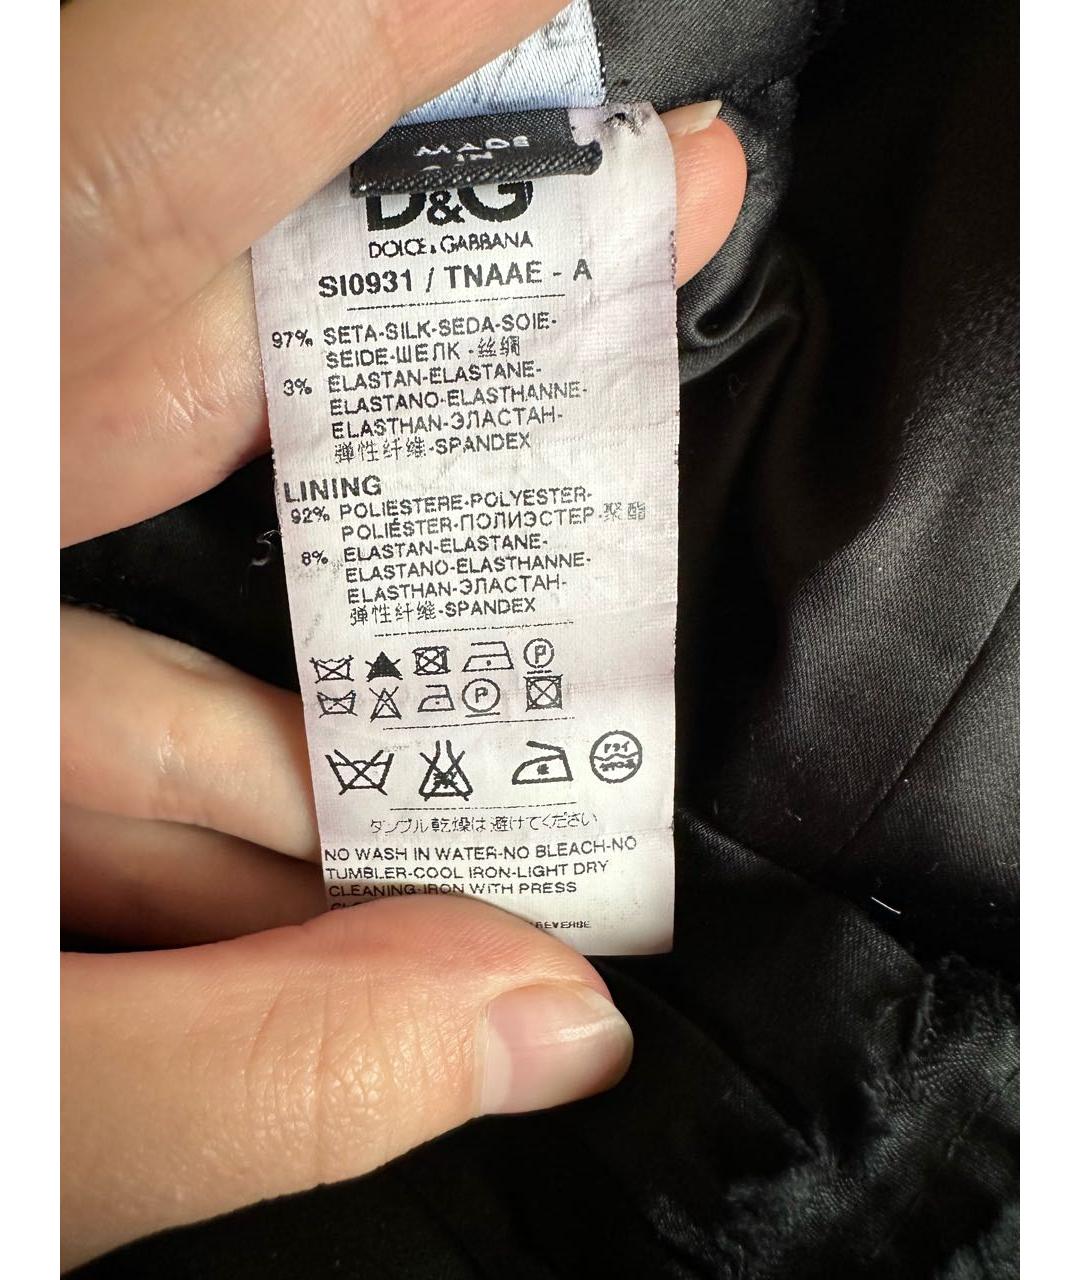 MADE
IN
D&G
DOLCE & GABBANA
SI0931 / TNAAE - A
97% SETA-SILK-SEDA-SOIE-
SEIDE-ШЕЛК -丝绸
3% ELASTAN-ELASTANE-
ELASTANO-ELASTHANNE-
ELASTHAN-ЭЛАСТАН-
弹性纤维-SPANDEX
LINING
92% POLIESTERE-POLYESTER-
POLIÉSTER-ПОЛИЭСТЕР-聚酯
8% ELASTAN-ELASTANE-
ELASTANO-ELASTHANNE-
ELASTHAN-ЭЛАСТАН-
弹性纤维-SPANDEX
P
P
ドライ
タンブル乾燥は避けてください
NO WASH IN WATER-NO BLEACH-NO
TUMBLER-COOL IRON-LIGHT DRY
CLEANING-IRON WITH PRESS
REVERSE